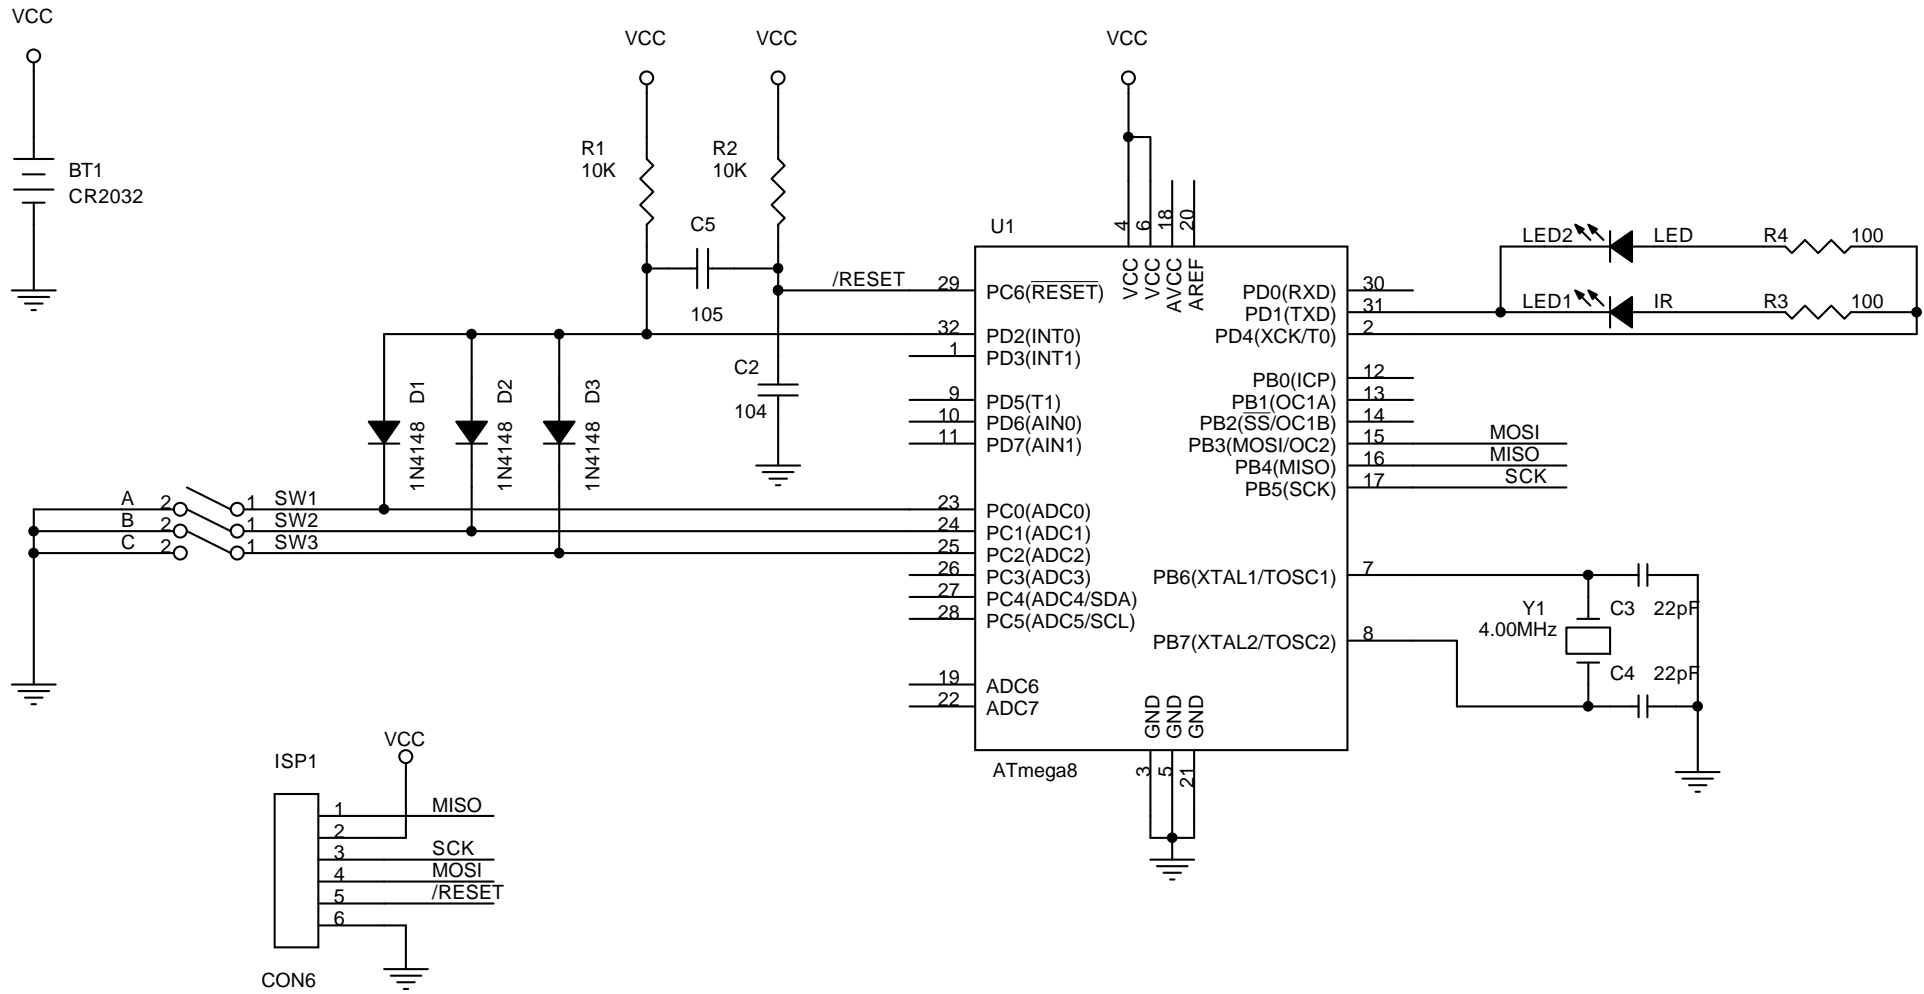 VCC
BT1
CR2032
VCC
VCC
R1
10K
R2
10K
C5
105
/RESET
C2
104
D1
1N4148
D2
1N4148
D3
1N4148
A 2 1 SW1
B 2 1 SW2
C 2 1 SW3
VCC
U1
4
6
18
20
VCC
VCC
AVCC
AREF
29 PC6(RESET)
32 PD2(INT0)
1 PD3(INT1)
9 PD5(T1)
10 PD6(AIN0)
11 PD7(AIN1)
23 PC0(ADC0)
24 PC1(ADC1)
25 PC2(ADC2)
26 PC3(ADC3)
27 PC4(ADC4/SDA)
28 PC5(ADC5/SCL)
19 ADC6
22 ADC7
PD0(RXD) 30
PD1(TXD) 31
PD4(XCK/T0) 2
PB0(ICP) 12
PB1(OC1A) 13
PB2(SS/OC1B) 14
PB3(MOSI/OC2) 15 MOSI
PB4(MISO) 16 MISO
PB5(SCK) 17 SCK
PB6(XTAL1/TOSC1) 7
PB7(XTAL2/TOSC2) 8
GND
GND
GND
3
5
21
ATmega8
LED2 LED R4 100
LED1 IR R3 100
Y1
4.00MHz
C3 22pF
C4 22pF
ISP1
VCC
1 MISO
2
3 SCK
4 MOSI
5 /RESET
6
CON6